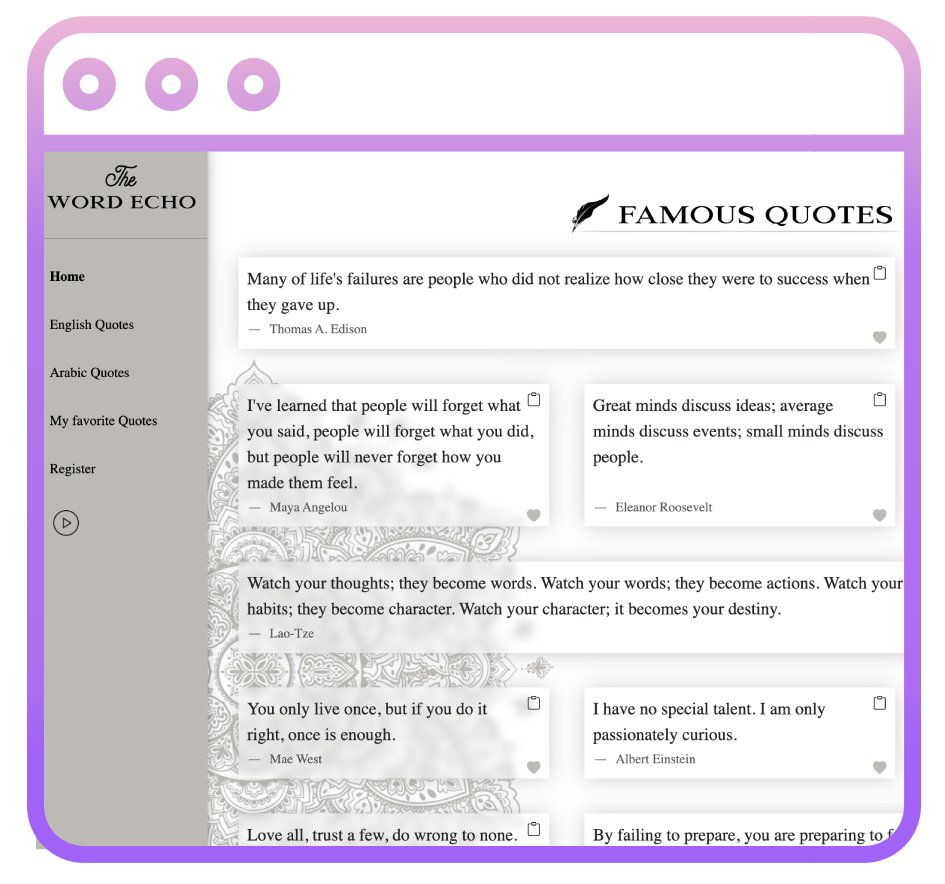 The
WORD ECHO
Home
English Quotes
Arabic Quotes
My favorite Quotes
Register
FAMOUS QUOTES
Many of life's failures are people who did not realize how close they were to success when
they gave up.
— Thomas A. Edison
I've learned that people will forget what
you said, people will forget what you did,
but people will never forget how you
made them feel.
— Maya Angelou
Great minds discuss ideas; average
minds discuss events; small minds discuss
people.
— Eleanor Roosevelt
Watch your thoughts; they become words. Watch your words; they become actions. Watch your
habits; they become character. Watch your character; it becomes your destiny.
— Lao-Tze
You only live once, but if you do it
right, once is enough.
— Mae West
I have no special talent. I am only
passionately curious.
— Albert Einstein
Love all, trust a few, do wrong to none.
By failing to prepare, you are preparing to